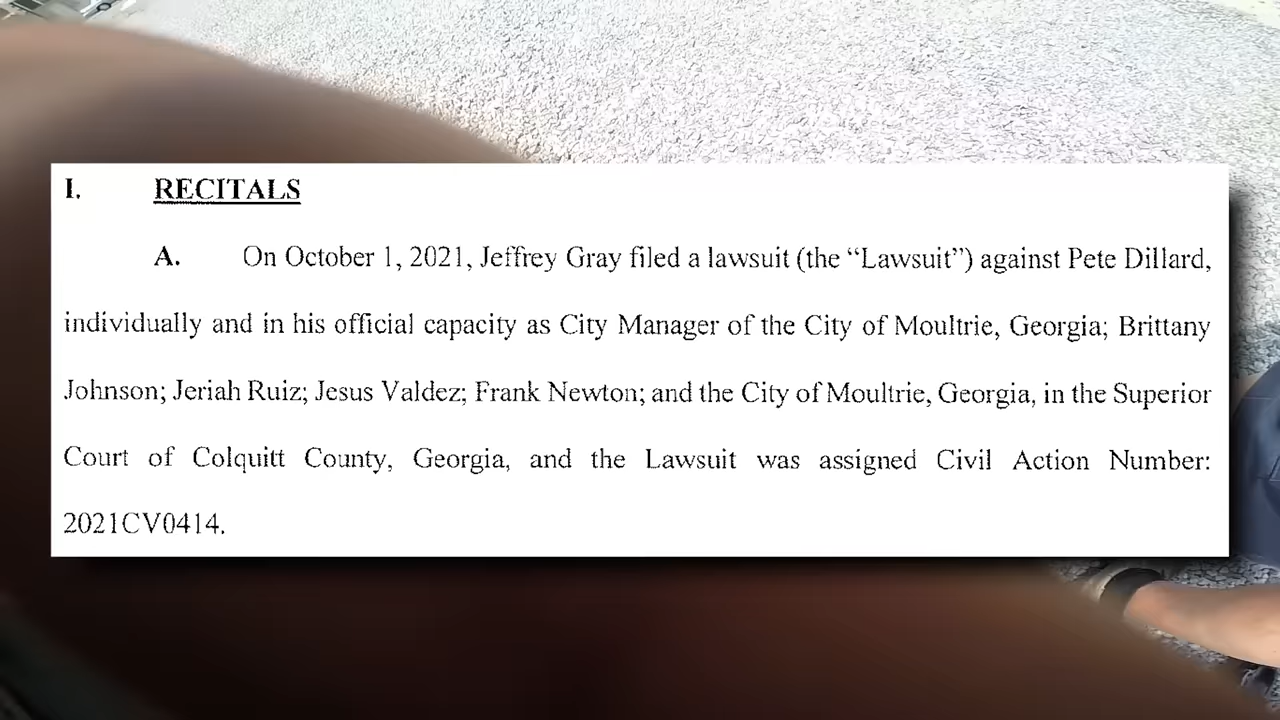 I. RECITALS
A. On October 1, 2021, Jeffrey Gray filed a lawsuit (the “Lawsuit”) against Pete Dillard,
individually and in his official capacity as City Manager of the City of Moultrie, Georgia; Brittany
Johnson; Jeriah Ruiz; Jesus Valdez; Frank Newton; and the City of Moultrie, Georgia, in the Superior
Court of Colquitt County, Georgia, and the Lawsuit was assigned Civil Action Number:
2021CV0414.